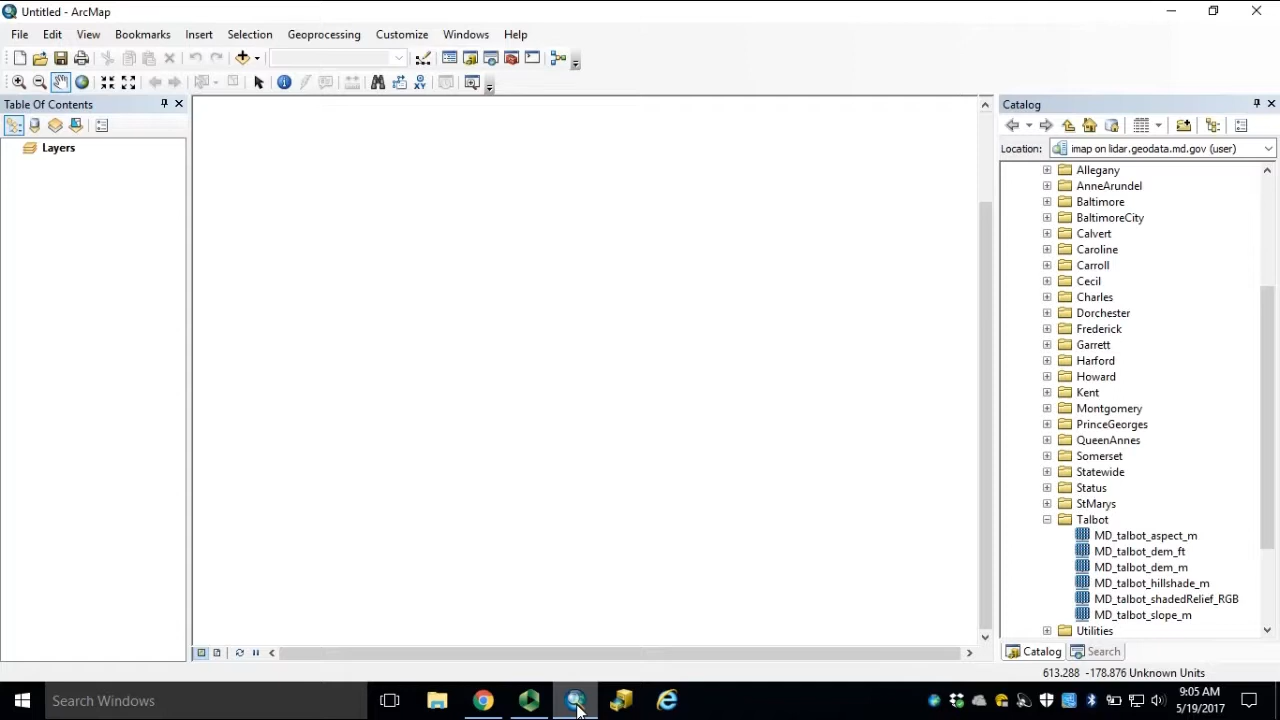 Untitled - ArcMap
File Edit View Bookmarks Insert Selection Geoprocessing Customize Windows Help
Table Of Contents
Layers
Catalog
Location: imap on lidar.geodata.md.gov (user)
Allegany
AnneArundel
Baltimore
BaltimoreCity
Calvert
Caroline
Carroll
Cecil
Charles
Dorchester
Frederick
Garrett
Harford
Howard
Kent
Montgomery
PrinceGeorges
QueenAnnes
Somerset
Statewide
Status
StMarys
Talbot
MD_talbot_aspect_m
MD_talbot_dem_ft
MD_talbot_dem_m
MD_talbot_hillshade_m
MD_talbot_shadedRelief_RGB
MD_talbot_slope_m
Utilities
Catalog Search
613.288 -178.876 Unknown Units
Search Windows
9:05 AM
5/19/2017